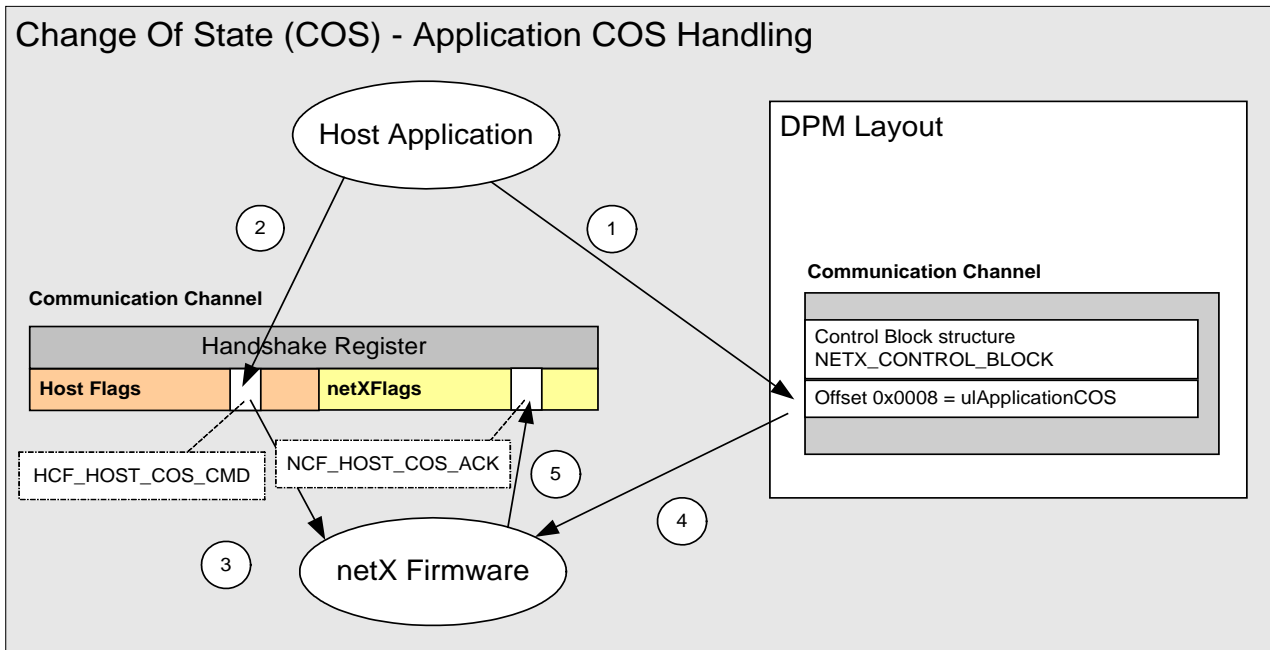 Change Of State (COS) - Application COS Handling
Host Application
DPM Layout
2
1
Communication Channel
Control Block structure
NETX_CONTROL_BLOCK
Offset 0x0008 = ulApplicationCOS
Communication Channel
Handshake Register
Host Flags
netXFlags
HCF_HOST_COS_CMD
NCF_HOST_COS_ACK
5
4
3
netX Firmware